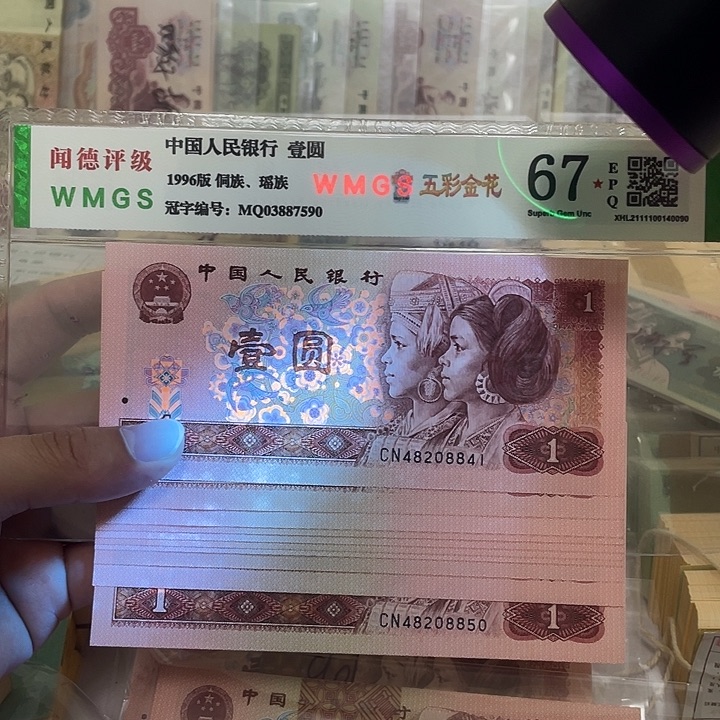 闻德评级
WMGS
中国人民银行 壹圆
1996版 侗族、瑶族
冠字编号：MQ03887590
WMGS 五彩金花
67
EPQ
Superb Gem Unc
XHL2111100140090
中国人民银行
1
壹圆
CN48208841
1
1
CN48208850
1